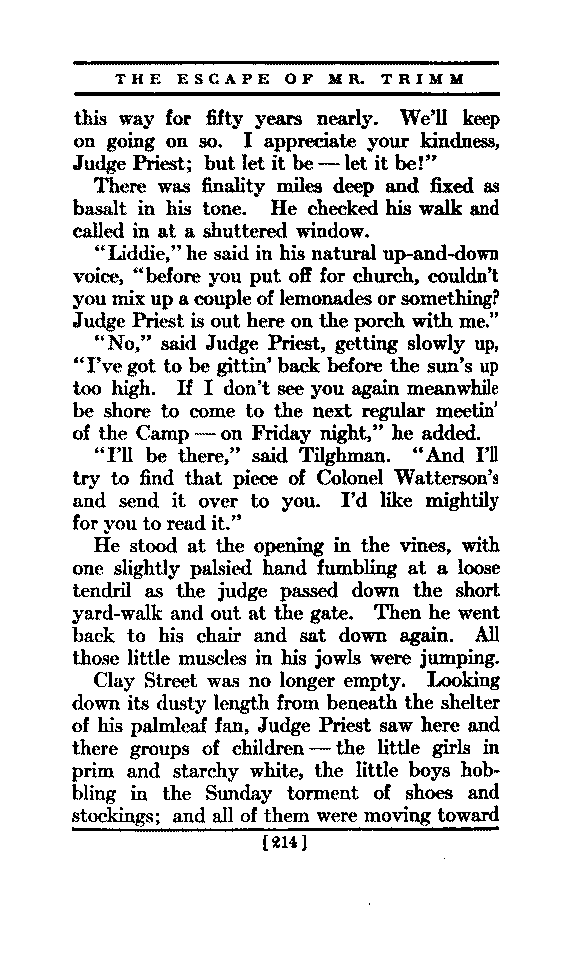 THE ESCAPE OF MR. TRIMM
this way for fifty years nearly. We'll keep
on going on so. I appreciate your kindness,
Judge Priest; but let it be — let it be!"
There was finality miles deep and fixed as
basalt in his tone. He checked his walk and
called in at a shuttered window.
"Liddie," he said in his natural up-and-down
voice, "before you put off for church, couldn't
you mix up a couple of lemonades or something?
Judge Priest is out here on the porch with me."
"No," said Judge Priest, getting slowly up,
"I've got to be gittin' back before the sun's up
too high. If I don't see you again meanwhile
be shore to come to the next regular meetin'
of the Camp — on Friday night," he added.
"I'll be there," said Tilghman. "And I'll
try to find that piece of Colonel Watterson's
and send it over to you. I'd like mightily
for you to read it."
He stood at the opening in the vines, with
one slightly palsied hand fumbling at a loose
tendril as the judge passed down the short
yard-walk and out at the gate. Then he went
back to his chair and sat down again. All
those little muscles in his jowls were jumping.
Clay Street was no longer empty. Looking
down its dusty length from beneath the shelter
of his palmleaf fan, Judge Priest saw here and
there groups of children — the little girls in
prim and starchy white, the little boys hob-
bling in the Sunday torment of shoes and
stockings; and all of them were moving toward
[214]